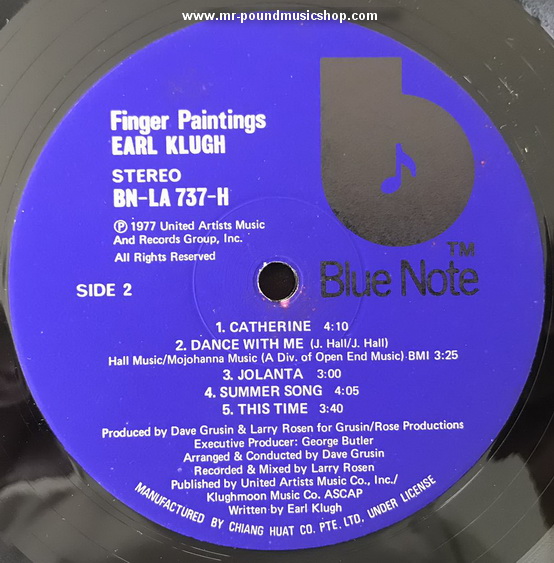 www.mr-poundmusicshop.com
Finger Paintings
EARL KLUGH
STEREO
BN-LA 737-H
℗ 1977 United Artists Music
And Records Group, Inc.
All Rights Reserved
SIDE 2
b
TM
Blue Note
1. CATHERINE 4:10
2. DANCE WITH ME (J. Hall/J. Hall)
Hall Music/Mojohanna Music (A Div. of Open End Music) BMI 3:25
3. JOLANTA 3:00
4. SUMMER SONG 4:05
5. THIS TIME 3:40
Produced by Dave Grusin & Larry Rosen for Grusin/Rose Productions
Executive Producer: George Butler
Arranged & Conducted by Dave Grusin
Recorded & Mixed by Larry Rosen
Published by United Artists Music Co., Inc./
Klughmoon Music Co. ASCAP
Written by Earl Klugh
MANUFACTURED BY CHIANG HUAT CO. PTE. LTD, UNDER LICENSE